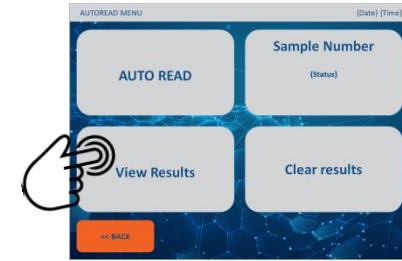 AUTOREAD MENU {Date} {Time}
AUTO READ
Sample Number
{Status}
View Results
Clear results
<< BACK